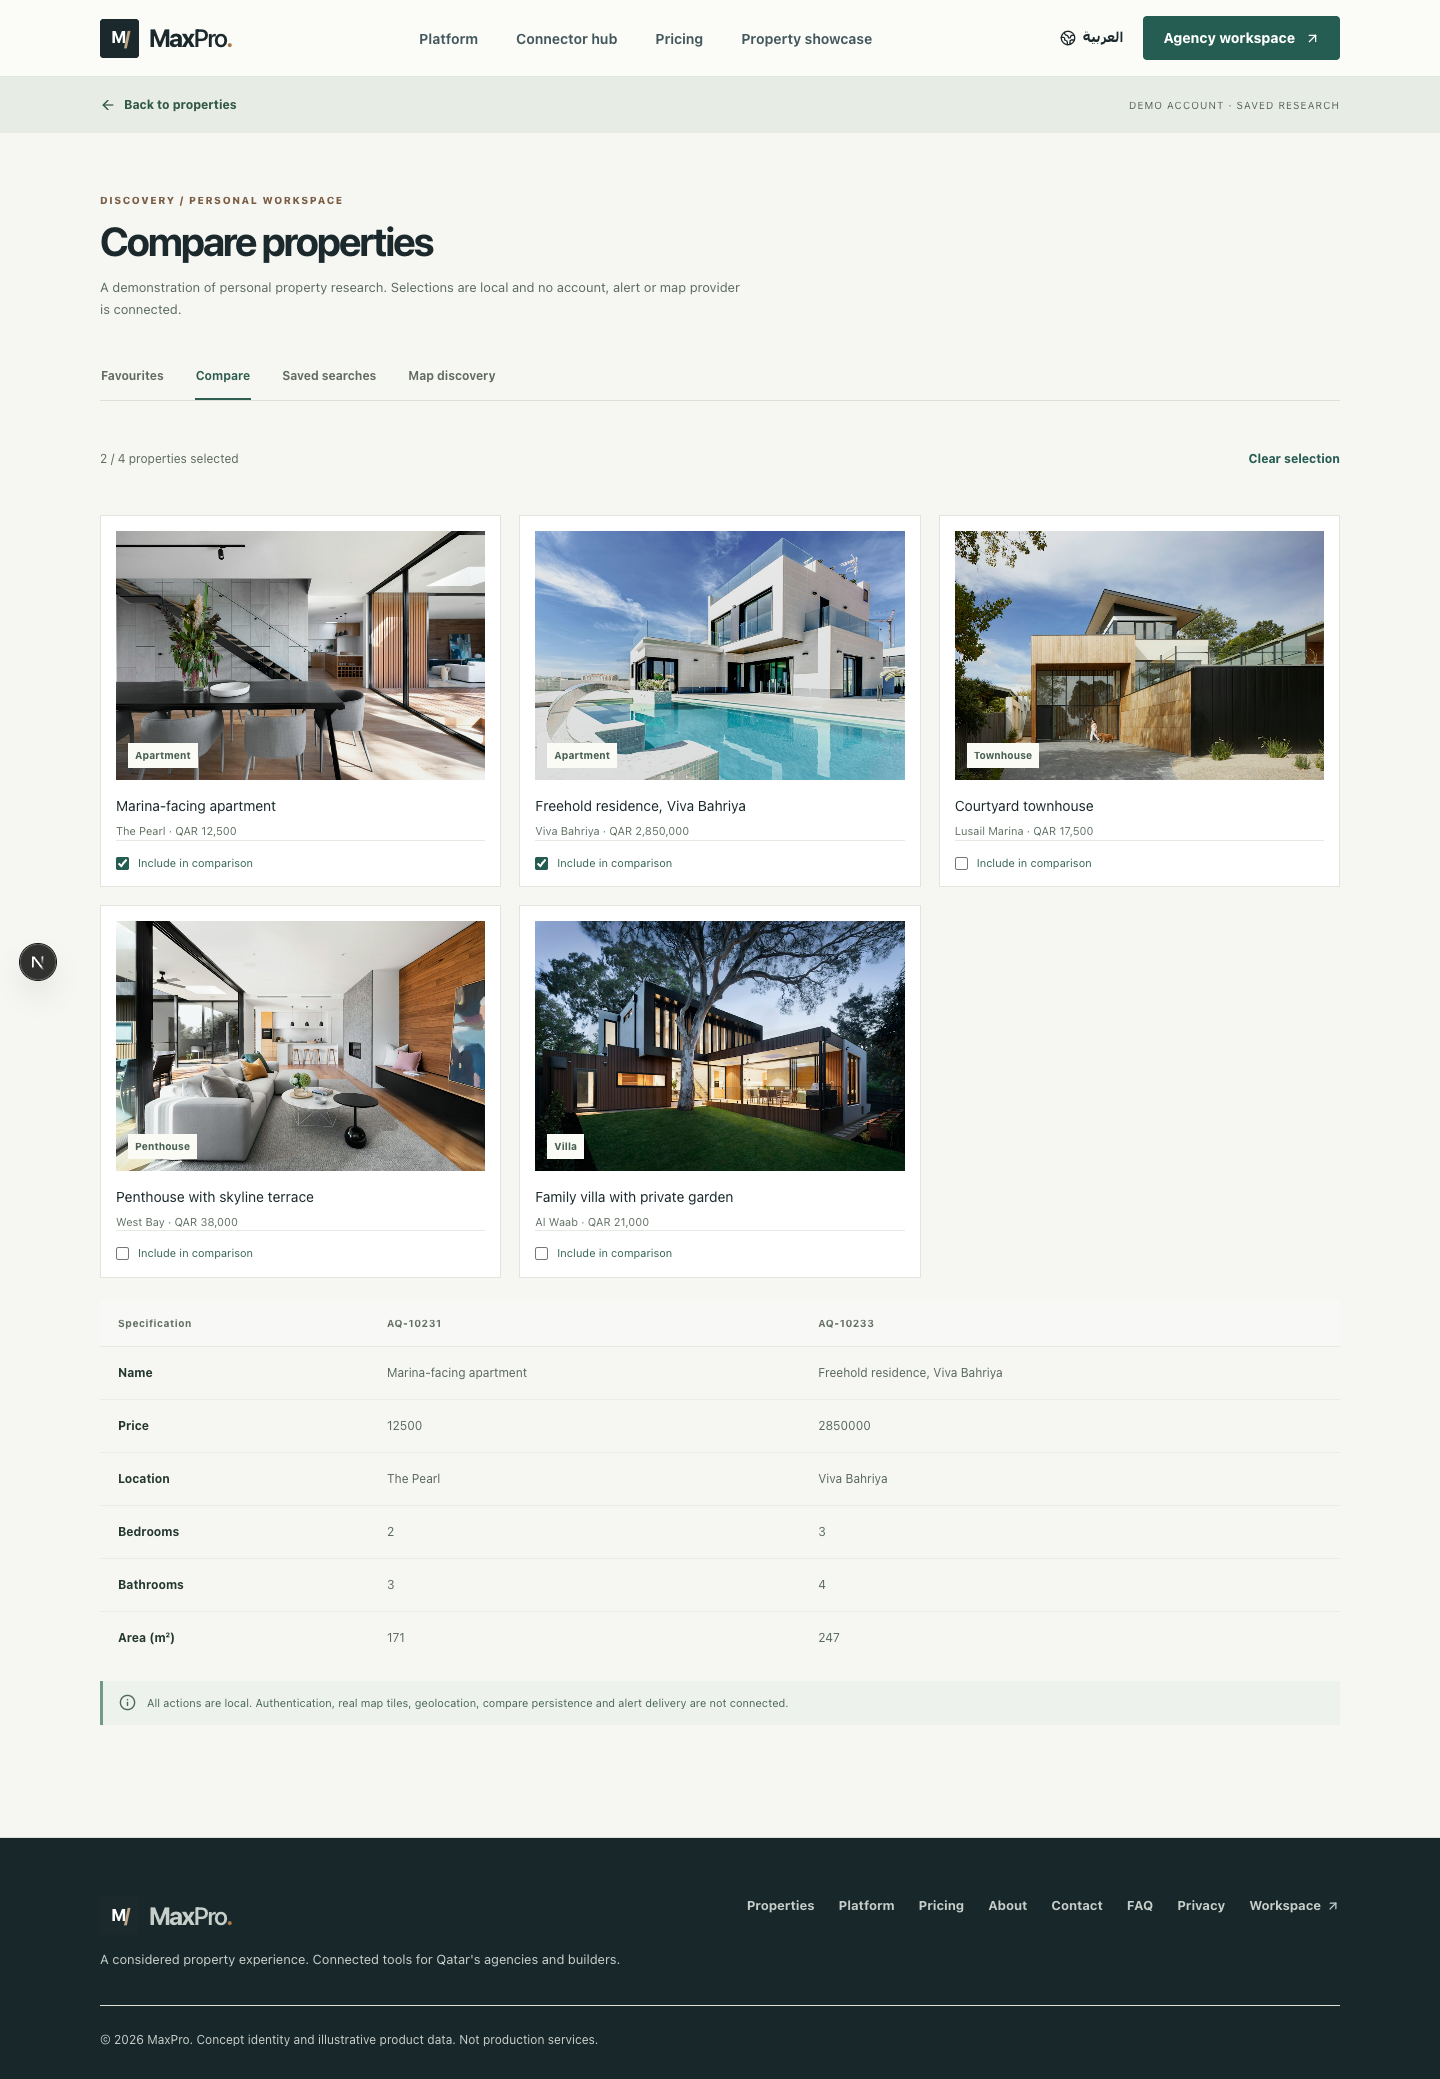 M/ MaxPro.
Platform
Connector hub
Pricing
Property showcase
العربية
Agency workspace
Back to properties
DEMO ACCOUNT · SAVED RESEARCH
DISCOVERY / PERSONAL WORKSPACE
Compare properties
A demonstration of personal property research. Selections are local and no account, alert or map provider
is connected.
Favourites
Compare
Saved searches
Map discovery
2 / 4 properties selected
Clear selection
Apartment
Marina-facing apartment
The Pearl · QAR 12,500
Include in comparison
Apartment
Freehold residence, Viva Bahriya
Viva Bahriya · QAR 2,850,000
Include in comparison
Townhouse
Courtyard townhouse
Lusail Marina · QAR 17,500
Include in comparison
Penthouse
Penthouse with skyline terrace
West Bay · QAR 38,000
Include in comparison
Villa
Family villa with private garden
Al Waab · QAR 21,000
Include in comparison
N
Specification AQ-10231 AQ-10233
Name Marina-facing apartment Freehold residence, Viva Bahriya
Price 12500 2850000
Location The Pearl Viva Bahriya
Bedrooms 2 3
Bathrooms 3 4
Area (m²) 171 247
All actions are local. Authentication, real map tiles, geolocation, compare persistence and alert delivery are not connected.
M/ MaxPro.
Properties
Platform
Pricing
About
Contact
FAQ
Privacy
Workspace
A considered property experience. Connected tools for Qatar's agencies and builders.
© 2026 MaxPro. Concept identity and illustrative product data. Not production services.